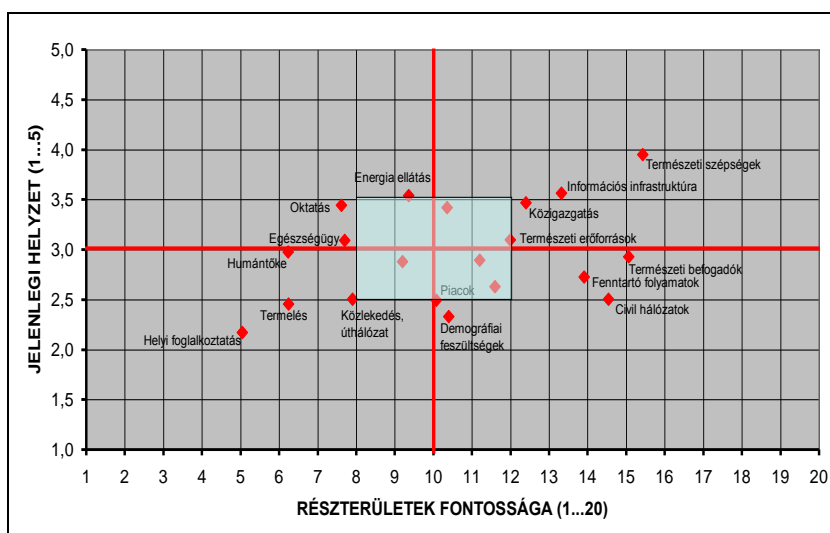 JELENLEGI HELYZET (1...5)
5,0
4,5
4,0
3,5
3,0
2,5
2,0
1,5
1,0
Természeti szépségek
Energia ellátás
Információs infrastruktúra
Oktatás
Közigazgatás
Egészségügy
Természeti erőforrások
Humántőke
Természeti befogadók
Fenntartó folyamatok
Piacok
Termelés
Közlekedés,
úthálózat
Civil hálózatok
Demográfiai
feszültségek
Helyi foglalkoztatás
1 2 3 4 5 6 7 8 9 10 11 12 13 14 15 16 17 18 19 20
RÉSZTERÜLETEK FONTOSSÁGA (1...20)